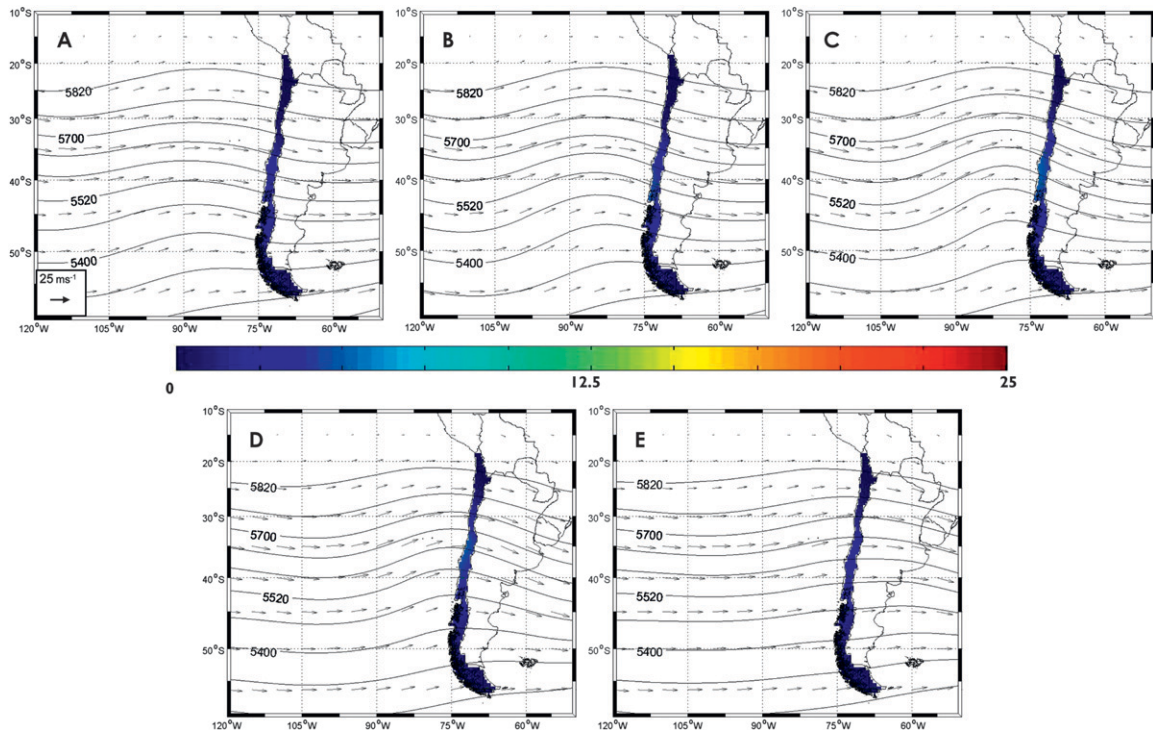 10°S 10°S 10°S
A B C
20°S 20°S 20°S
5820 5820 5820
30°S 30°S 30°S
5700 5700 5700
40°S 40°S 40°S
5520 5520 5520
50°S 50°S 50°S
5400 5400 5400
25 ms⁻¹
120°W 105°W 90°W 75°W 60°W 120°W 105°W 90°W 75°W 60°W 120°W 105°W 90°W 75°W 60°W
0 12.5 25
10°S 10°S
D E
20°S 20°S
5820 5820
30°S 30°S
5700 5700
40°S 40°S
5520 5520
50°S 5400 50°S 5400
120°W 105°W 90°W 75°W 60°W 120°W 105°W 90°W 75°W 60°W